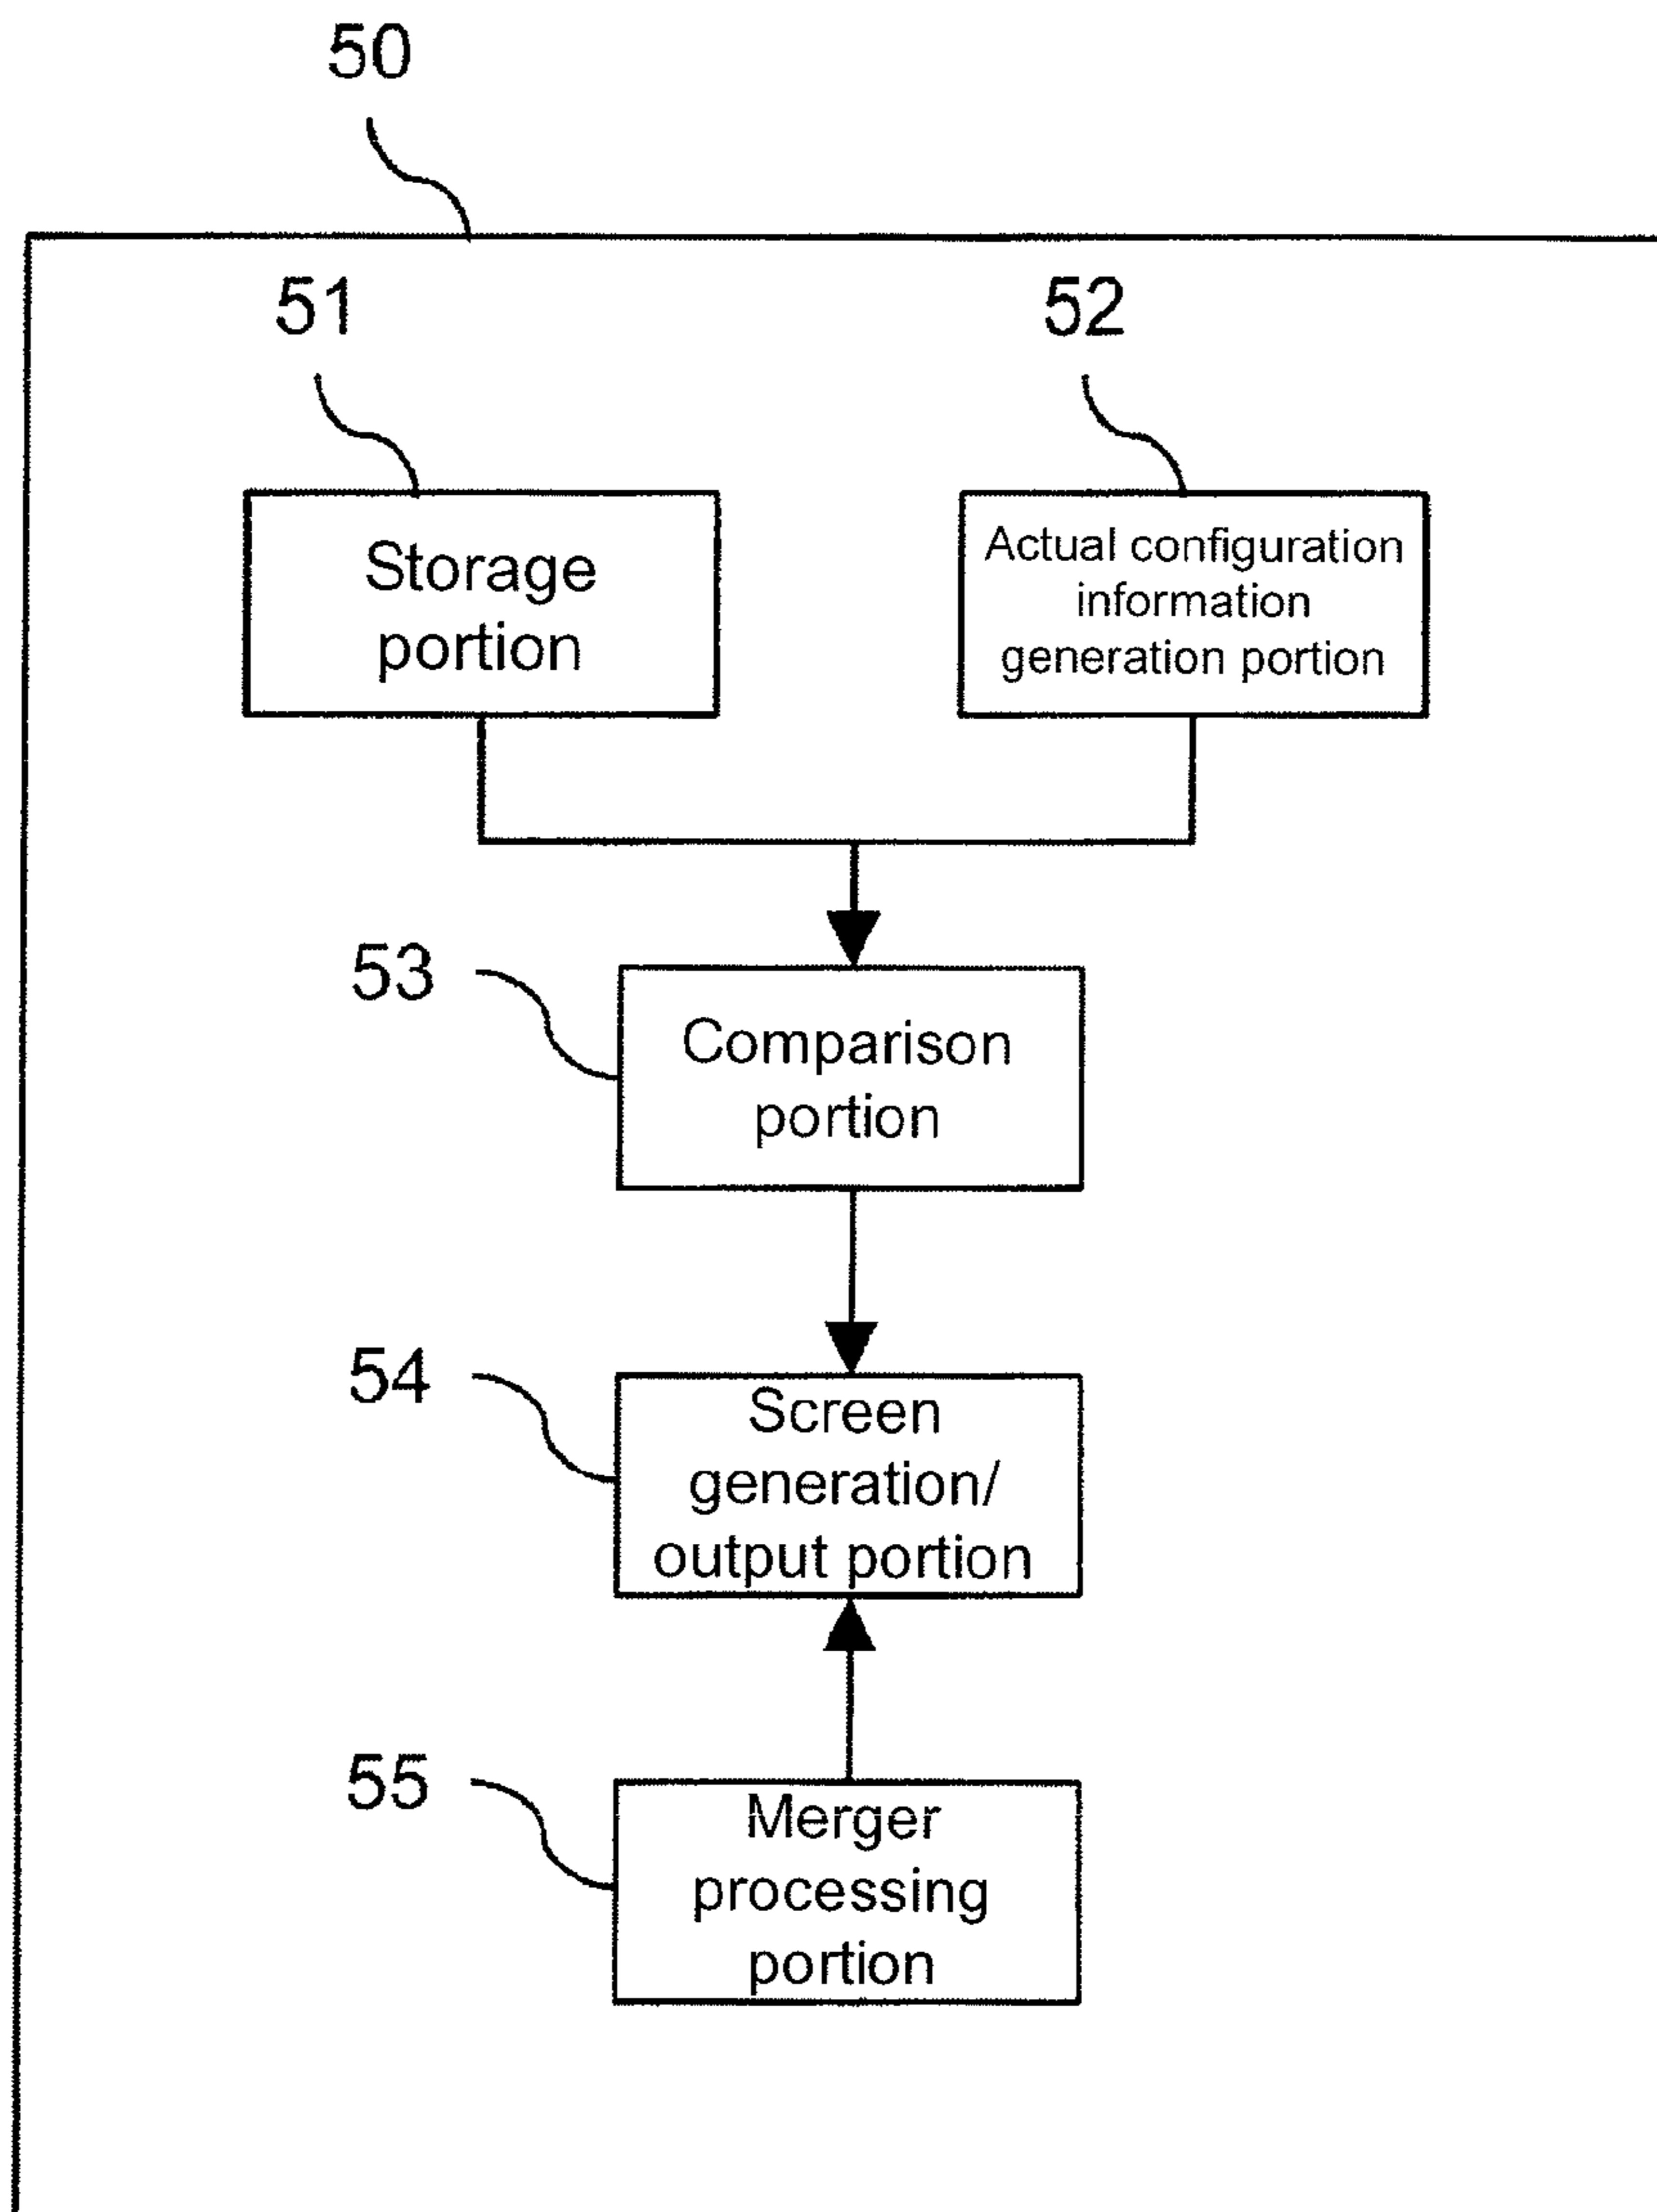 50
51
52
Storage
portion
Actual configuration
information
generation portion
53
Comparison
portion
54
Screen
generation/
output portion
55
Merger
processing
portion